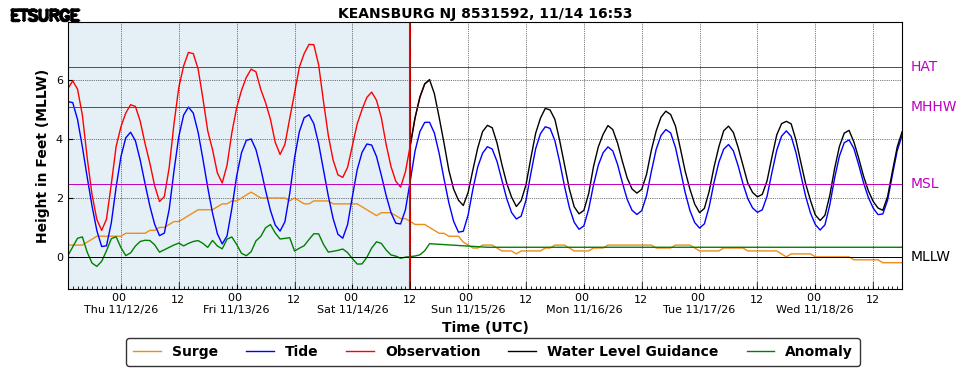 ETSURGE
KEANSBURG NJ 8531592, 11/14 16:53
Height in Feet (MLLW)
6
4
2
0
HAT
MHHW
MSL
MLLW
00 12 00 12 00 12 00 12 00 12 00 12 00 12
Thu 11/12/26 Fri 11/13/26 Sat 11/14/26 Sun 11/15/26 Mon 11/16/26 Tue 11/17/26 Wed 11/18/26
Time (UTC)
Surge Tide Observation Water Level Guidance Anomaly